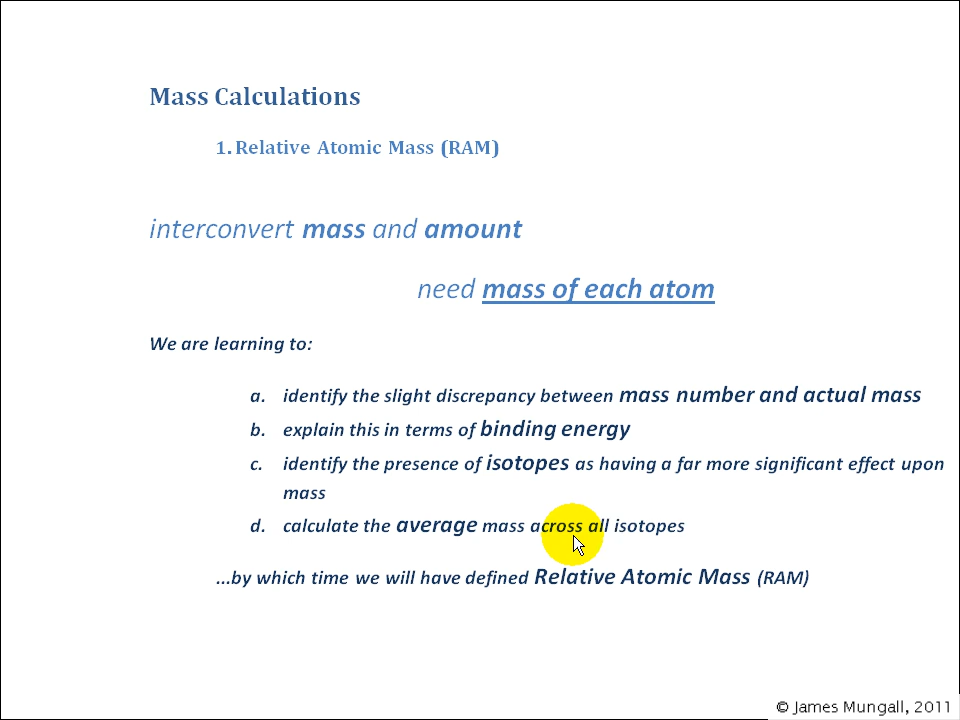 Mass Calculations
1. Relative Atomic Mass (RAM)
interconvert mass and amount
need mass of each atom
We are learning to:
a. identify the slight discrepancy between mass number and actual mass
b. explain this in terms of binding energy
c. identify the presence of isotopes as having a far more significant effect upon
mass
d. calculate the average mass across all isotopes
...by which time we will have defined Relative Atomic Mass (RAM)
© James Mungall, 2011